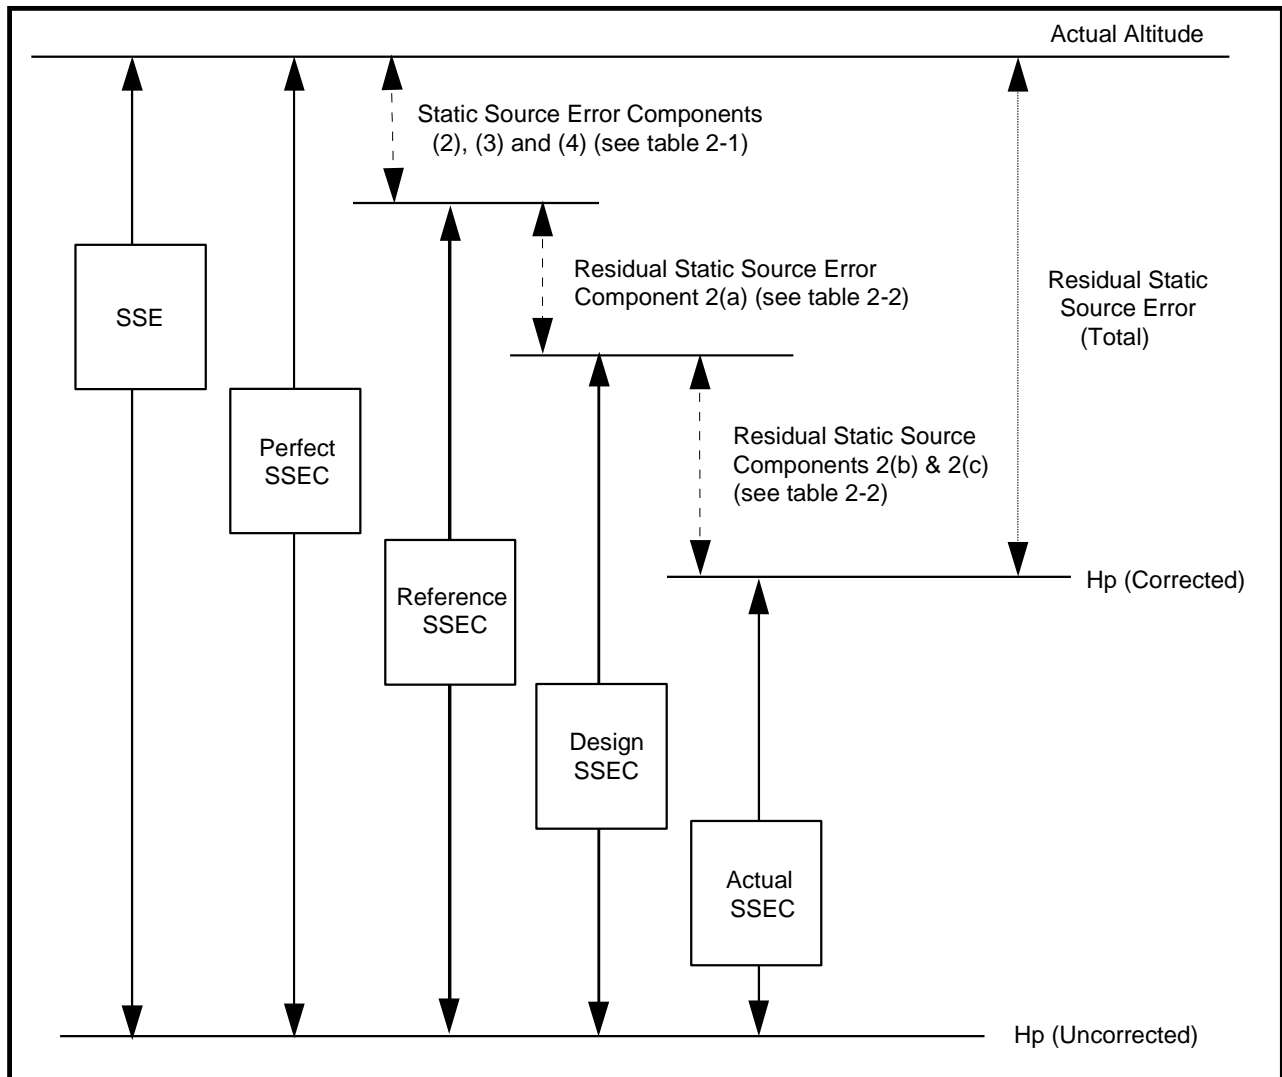 Actual Altitude
Static Source Error Components
(2), (3) and (4) (see table 2-1)
Residual Static Source Error
Component 2(a) (see table 2-2)
Residual Static
Source Error
(Total)
SSE
Perfect
SSEC
Residual Static Source
Components 2(b) & 2(c)
(see table 2-2)
Hp (Corrected)
Reference
SSEC
Design
SSEC
Actual
SSEC
Hp (Uncorrected)